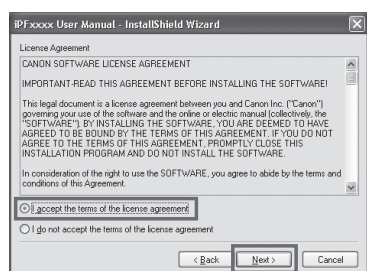 iPFxxxx User Manual - InstallShield Wizard
License Agreement
CANON SOFTWARE LICENSE AGREEMENT
IMPORTANT-READ THIS AGREEMENT BEFORE INSTALLING THE SOFTWARE!
This legal document is a license agreement between you and Canon Inc. ("Canon")
governing your use of the software and the online or electric manual (collectively, the
"SOFTWARE"). BY INSTALLING THE SOFTWARE, YOU ARE DEEMED TO HAVE
AGREED TO BE BOUND BY THE TERMS OF THIS AGREEMENT. IF YOU DO NOT
AGREE TO THE TERMS OF THIS AGREEMENT, PROMPTLY CLOSE THIS
INSTALLATION PROGRAM AND DO NOT INSTALL THE SOFTWARE.
In consideration of the right to use the SOFTWARE, you agree to abide by the terms and
conditions of this Agreement.
I accept the terms of the license agreement
I do not accept the terms of the license agreement
< Back Next > Cancel